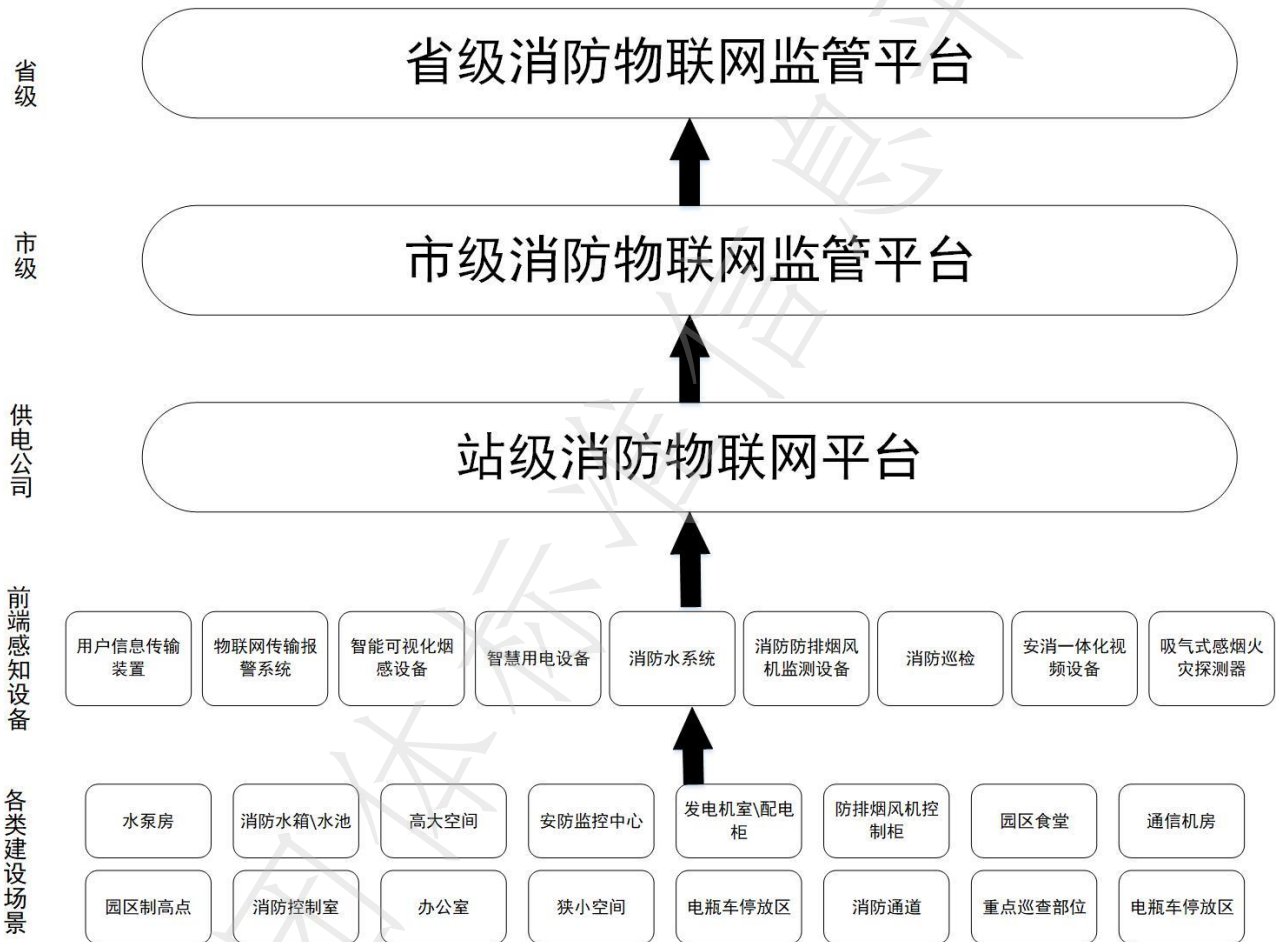 省级
省级消防物联网监管平台
市级
市级消防物联网监管平台
供电公司
站级消防物联网平台
前端感知设备
用户信息传输
装置
物联网传输报
警系统
智能可视化烟
感设备
智慧用电设备
消防水系统
消防防排烟风
机监测设备
消防巡检
安消一体化视
频设备
吸气式感烟火
灾探测器
各类建设场景
水泵房
消防水箱\水池
高大空间
安防监控中心
发电机室\配电
柜
防排烟风机控
制柜
园区食堂
通信机房
园区制高点
消防控制室
办公室
狭小空间
电瓶车停放区
消防通道
重点巡查部位
电瓶车停放区
团体标准信息平